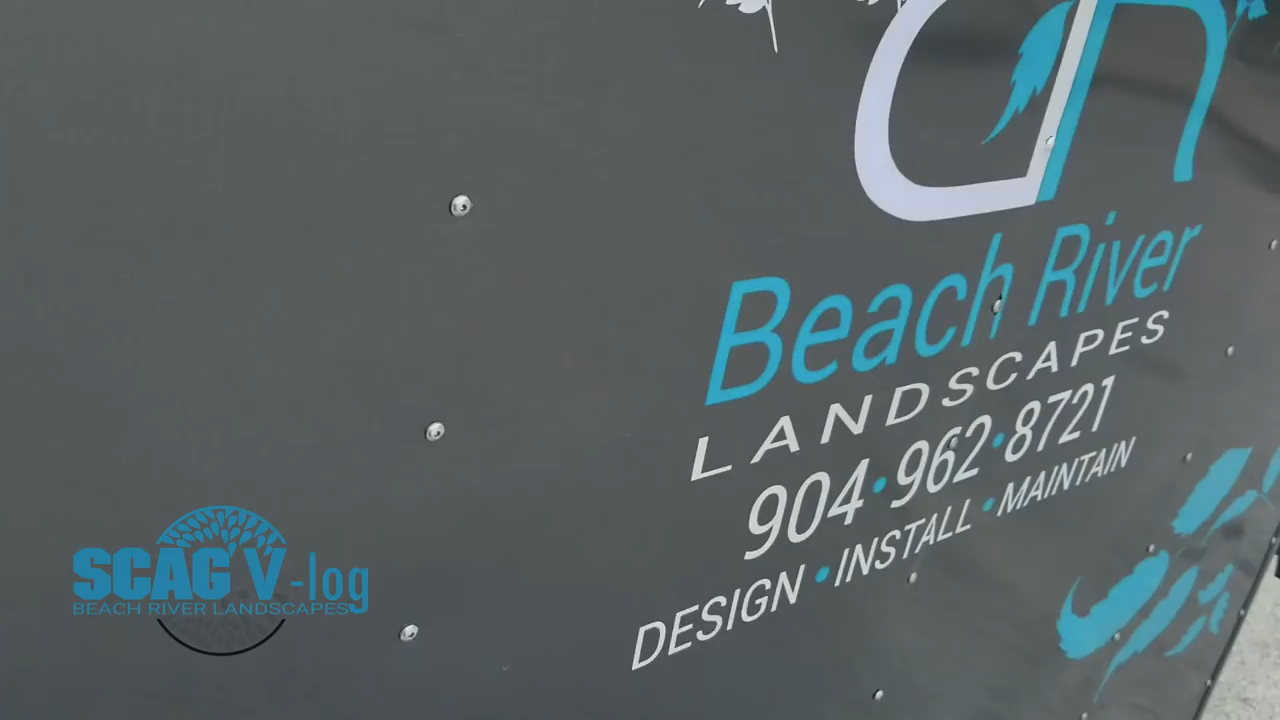 Beach River
LANDSCAPES
904•962•8721
DESIGN • INSTALL • MAINTAIN
SCAG V-log
BEACH RIVER LANDSCAPES